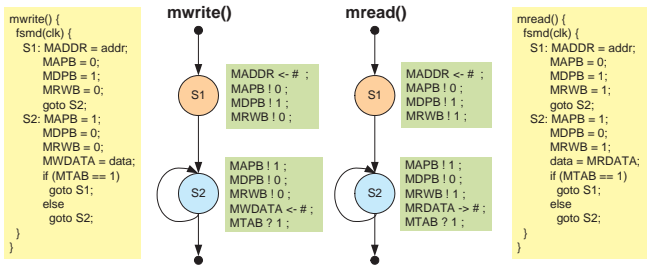 mwrite() {
fsmd(clk) {
S1: MADDR = addr;
MAPB = 0;
MDPB = 1;
MRWB = 0;
goto S2;
S2: MAPB = 1;
MDPB = 0;
MRWB = 0;
MWDATA = data;
if (MTAB == 1)
goto S1;
else
goto S2;
}
}
mwrite()
S1
MADDR <- # ;
MAPB ! 0 ;
MDPB ! 1 ;
MRWB ! 0 ;
S2
MAPB ! 1 ;
MDPB ! 0 ;
MRWB ! 0 ;
MWDATA <- # ;
MTAB ? 1 ;
mread()
S1
MADDR <- # ;
MAPB ! 0 ;
MDPB ! 1 ;
MRWB ! 1 ;
S2
MAPB ! 1 ;
MDPB ! 0 ;
MRWB ! 1 ;
MRDATA -> # ;
MTAB ? 1 ;
mread() {
fsmd(clk) {
S1: MADDR = addr;
MAPB = 0;
MDPB = 1;
MRWB = 0;
goto S2;
S2: MAPB = 1;
MDPB = 0;
MRWB = 1;
data = MRDATA;
if (MTAB == 1)
goto S1;
else
goto S2;
}
}